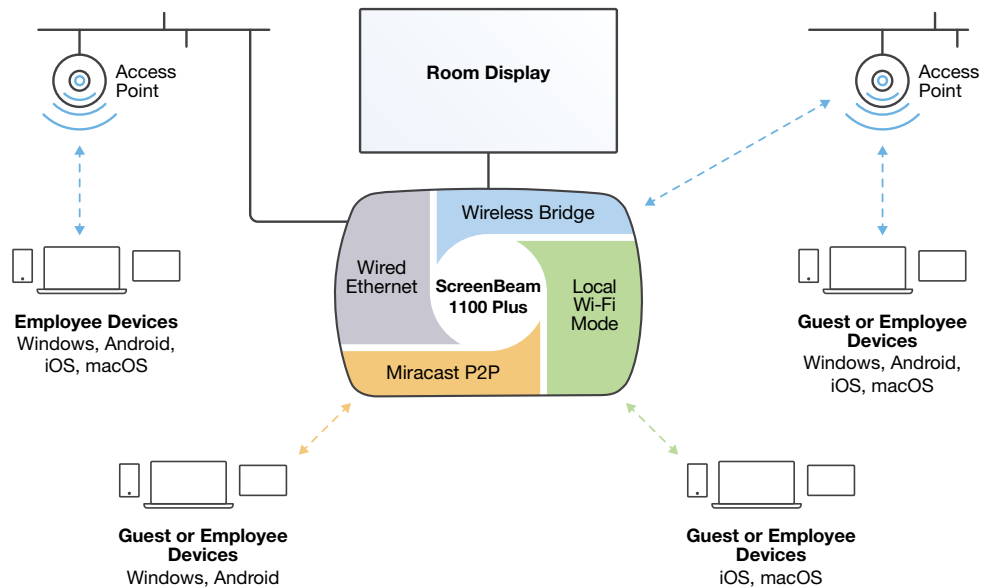 Access
Point
Room Display
Access
Point
Wireless Bridge
Wired
Ethernet
ScreenBeam
1100 Plus
Local
Wi-Fi
Mode
Miracast P2P
Employee Devices
Windows, Android,
iOS, macOS
Guest or Employee
Devices
Windows, Android,
iOS, macOS
Guest or Employee
Devices
Windows, Android
Guest or Employee
Devices
iOS, macOS